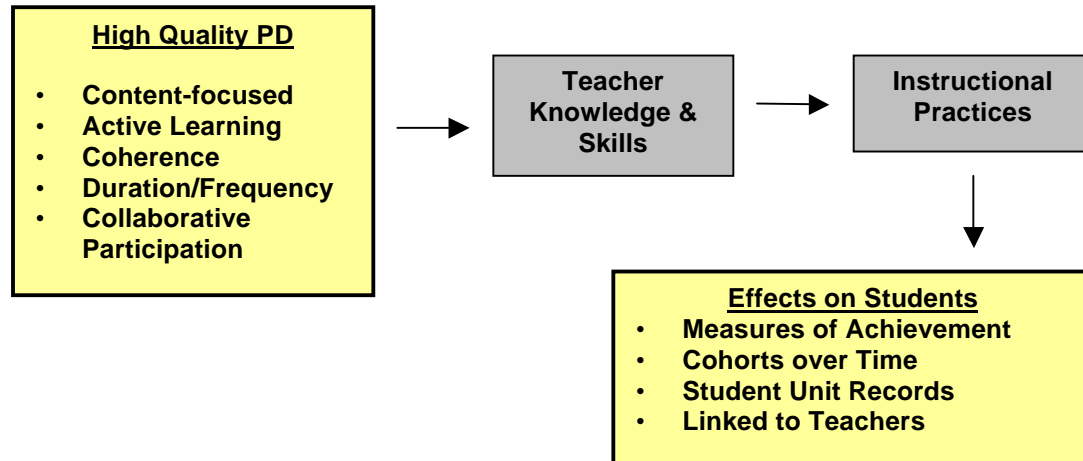 High Quality PD
• Content-focused
• Active Learning
• Coherence
• Duration/Frequency
• Collaborative
Participation
Teacher
Knowledge &
Skills
Instructional
Practices
Effects on Students
• Measures of Achievement
• Cohorts over Time
• Student Unit Records
• Linked to Teachers